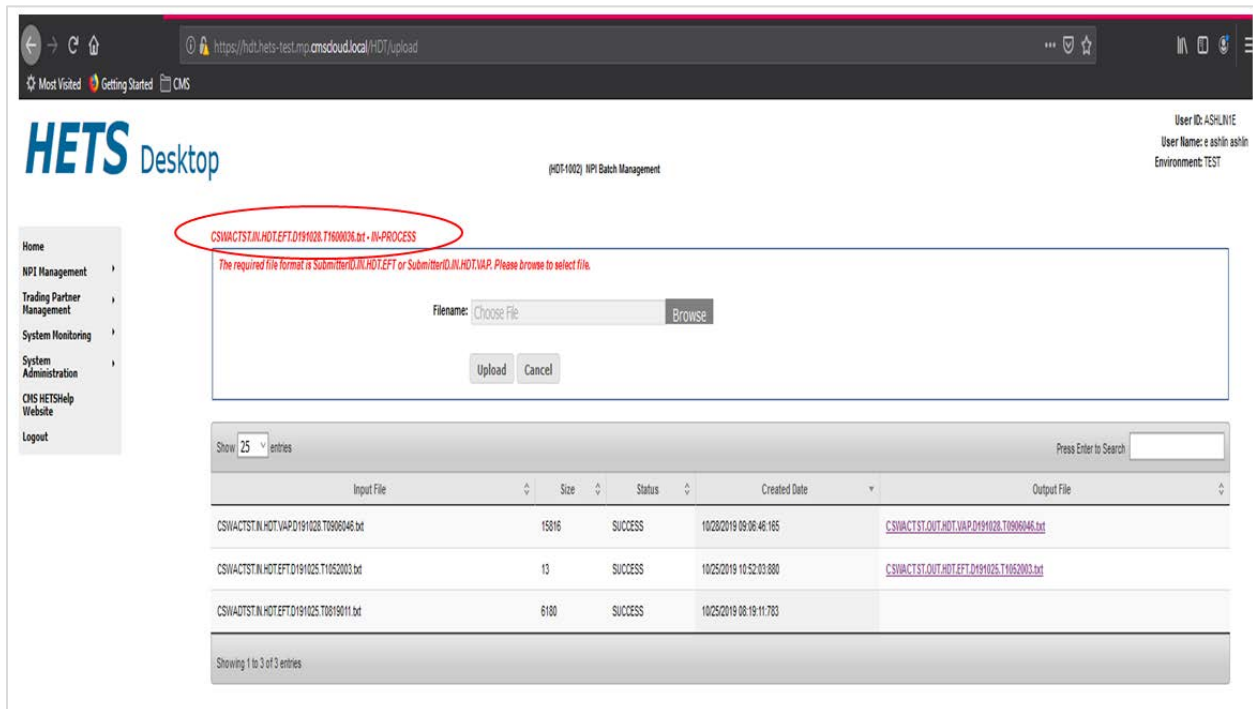 https://hdt.hets-test.mp.cmscloud.local/HDT/upload
Most Visited Getting Started CMS
HETS Desktop
(HDT-1002) NPI Batch Management
User ID: ASHLIN1E
User Name: e ashlin ashlin
Environment: TEST
Home
NPI Management
Trading Partner
Management
System Monitoring
System
Administration
CMS HETSHelp
Website
Logout
CSWACTST.IN.HDT.EFT.D191028.T1600036.txt - IN-PROCESS
The required file format is SubmitterID.IN.HDT.EFT or SubmitterID.IN.HDT.VAP. Please browse to select file.
Filename: Choose File Browse
Upload Cancel
Show 25 entries Press Enter to Search
Input File Size Status Created Date Output File
CSWACTST.IN.HDT.VAP.D191028.T0906046.txt 15816 SUCCESS 10/28/2019 09:06:46:165 CSWACTST.OUT.HDT.VAP.D191028.T0906046.txt
CSWACTST.IN.HDT.EFT.D191025.T1052003.txt 13 SUCCESS 10/25/2019 10:52:03:880 CSWACTST.OUT.HDT.EFT.D191025.T1052003.txt
CSWADTST.IN.HDT.EFT.D191025.T0819011.txt 6180 SUCCESS 10/25/2019 08:19:11:783
Showing 1 to 3 of 3 entries